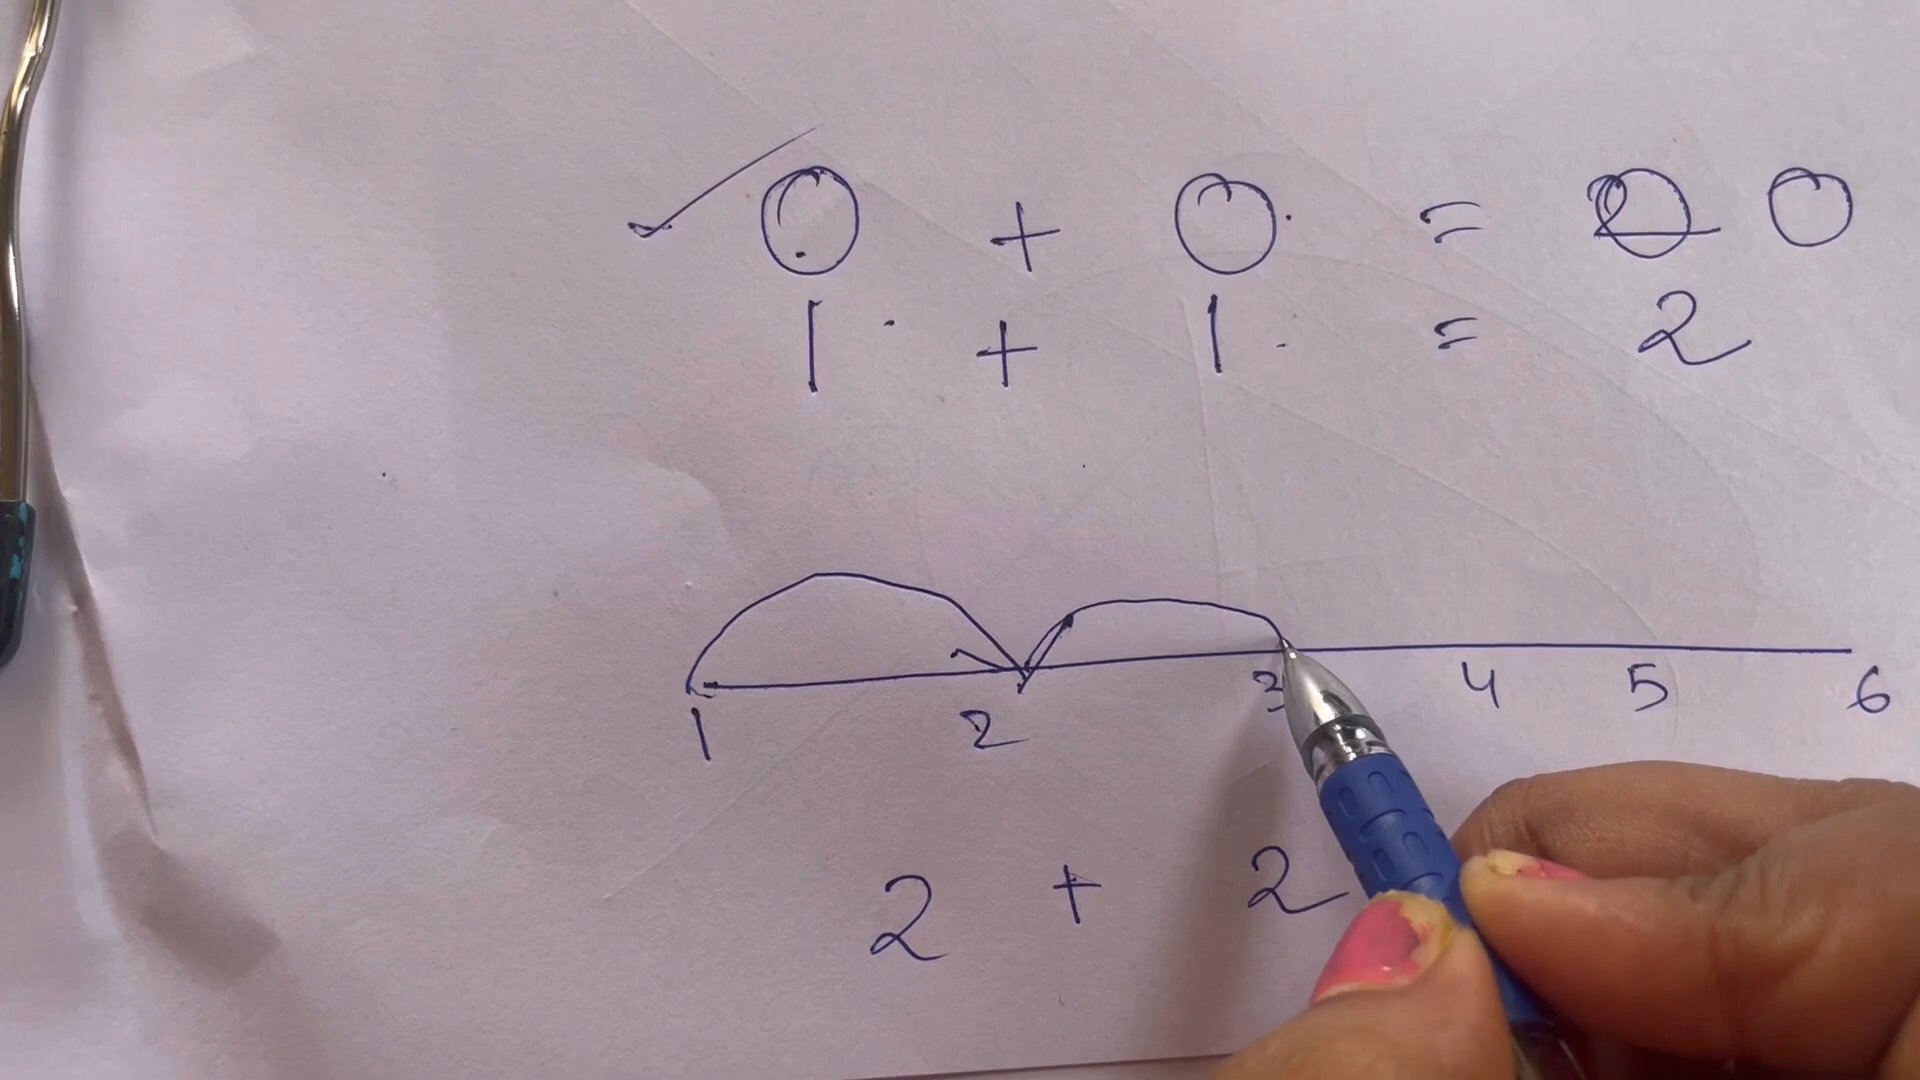 O + O = O O
1 + 1 = 2
1 2 3 4 5 6
2 + 2